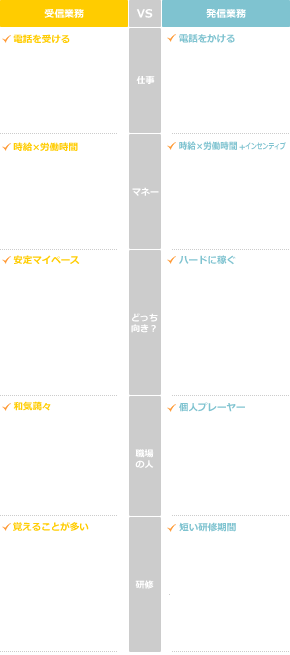 受信業務 VS 発信業務
電話を受ける
仕事
電話をかける
時給×労働時間
マネー
時給×労働時間+インセンティブ
安定マイペース
どっち
向き？
ハードに稼ぐ
和気藹々
職場
の人
個人プレーヤー
覚えることが多い
研修
短い研修期間